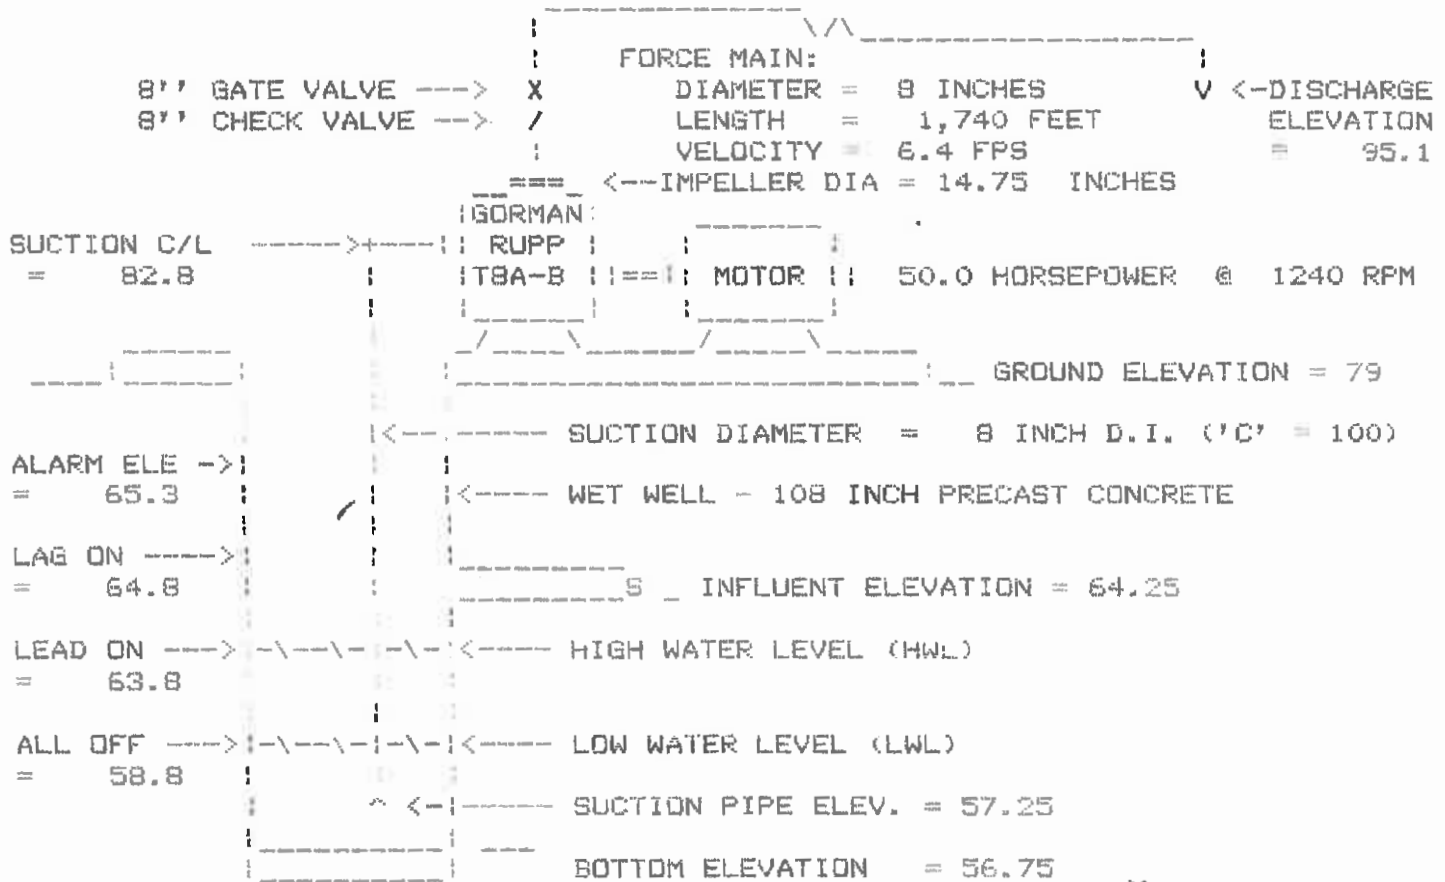 FORCE MAIN:
8'' GATE VALVE ---> X DIAMETER = 8 INCHES V <-DISCHARGE
8'' CHECK VALVE --> / LENGTH = 1,740 FEET ELEVATION
VELOCITY = 6.4 FPS = 95.1
<--IMPELLER DIA = 14.75 INCHES
GORMAN
SUCTION C/L ------>+----| RUPP
= 82.8 T8A-B |==| MOTOR 50.0 HORSEPOWER @ 1240 RPM
GROUND ELEVATION = 79
<-------- SUCTION DIAMETER = 8 INCH D.I. ('C' = 100)
ALARM ELE ->
= 65.3 <---- WET WELL - 108 INCH PRECAST CONCRETE
LAG ON ----->
= 64.8 S _ INFLUENT ELEVATION = 64.25
LEAD ON ---> <---- HIGH WATER LEVEL (HWL)
= 63.8
ALL OFF ----> <---- LOW WATER LEVEL (LWL)
= 58.8
^ <------ SUCTION PIPE ELEV. = 57.25
BOTTOM ELEVATION = 56.75